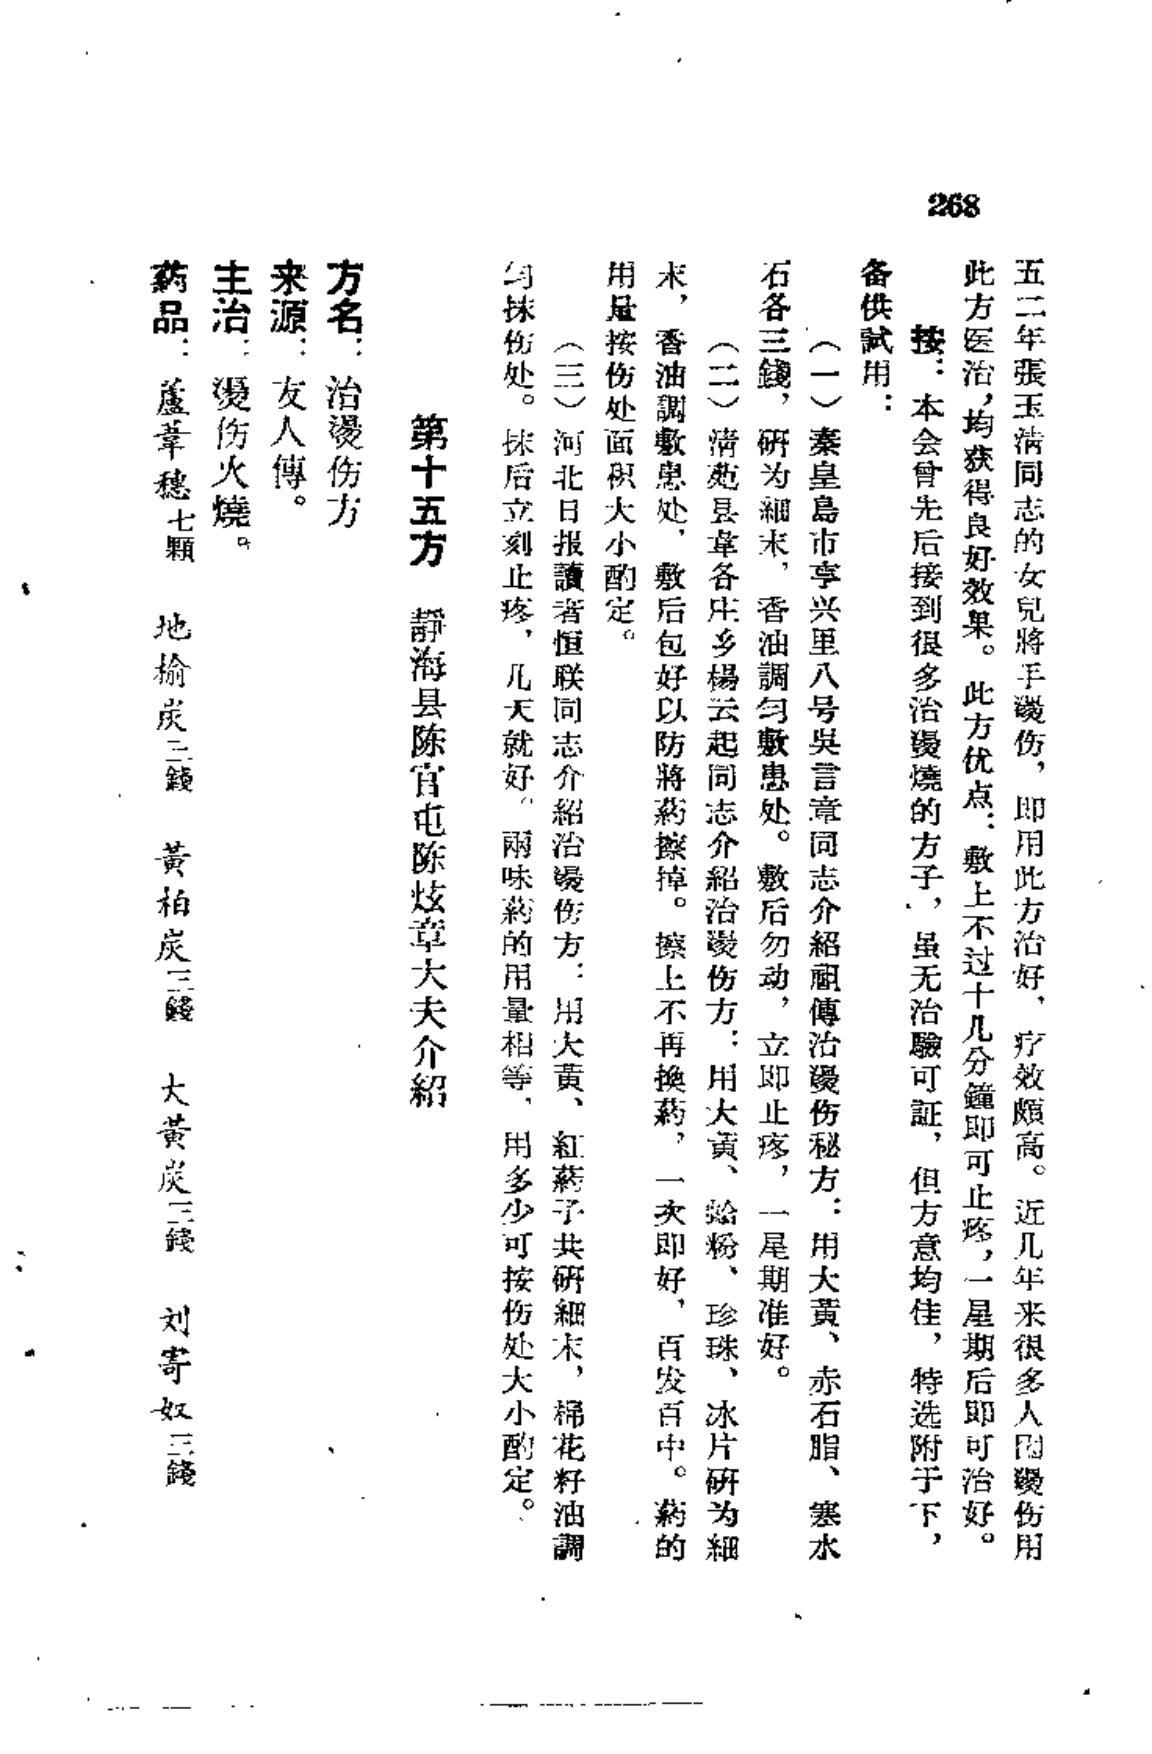 268
五二年張玉清同志的女兒將手燙伤，即用此方治好，疗效頗高。近几年来很多人因燙伤用
此方医治，均获得良好效果。此方优点：敷上不过十几分鐘即可止疼，一星期后即可治好。
按：本会曾先后接到很多治燙燒的方子，虽无治驗可証，但方意均佳，特选附于下，
备供試用：
（一）秦皇島市享兴里八号吳言章同志介紹祖傳治燙伤秘方：用大黃、赤石脂、寒水
石各三錢，研为細末，香油調匀敷患处。敷后勿动，立即止疼，一星期准好。
（二）清苑县韋各庄乡楊云起同志介紹治燙伤方：用大黃、蛤粉、珍珠、冰片研为細
末，香油調敷患处，敷后包好以防將葯擦掉。擦上不再換葯，一次即好，百发百中。葯的
用量按伤处面积大小酌定。
（三）河北日报讀者恒联同志介紹治燙伤方：用大黃、紅葯子共研細末，棉花籽油調
匀抹伤处。抹后立刻止疼，几天就好。兩味葯的用量相等，用多少可按伤处大小酌定。
第十五方　靜海县陈官屯陈炫章大夫介紹
方名：治燙伤方
来源：友人傳。
主治：燙伤火燒。
葯品：蘆葦穗七顆　地榆炭三錢　黃柏炭三錢　大黃炭三錢　刘寄奴三錢